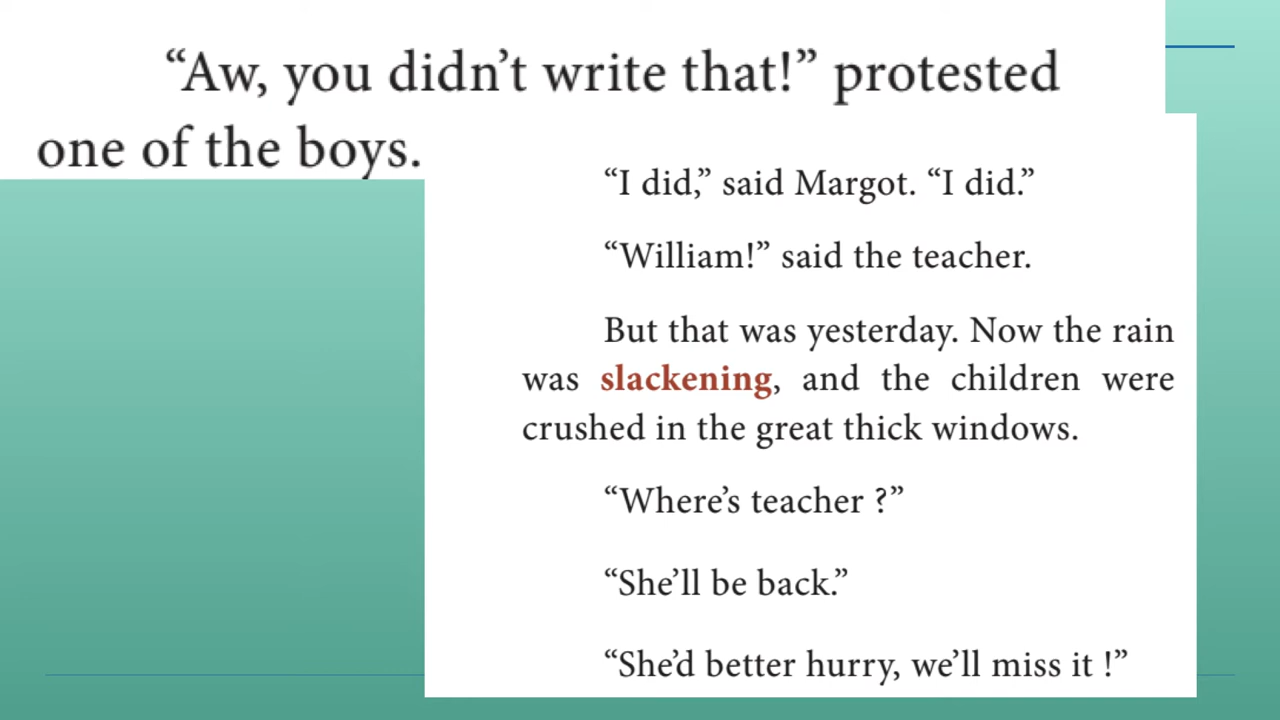 “Aw, you didn’t write that!” protested
one of the boys.
“I did,” said Margot. “I did.”
“William!” said the teacher.
But that was yesterday. Now the rain
was slackening, and the children were
crushed in the great thick windows.
“Where’s teacher ?”
“She’ll be back.”
“She’d better hurry, we’ll miss it !”